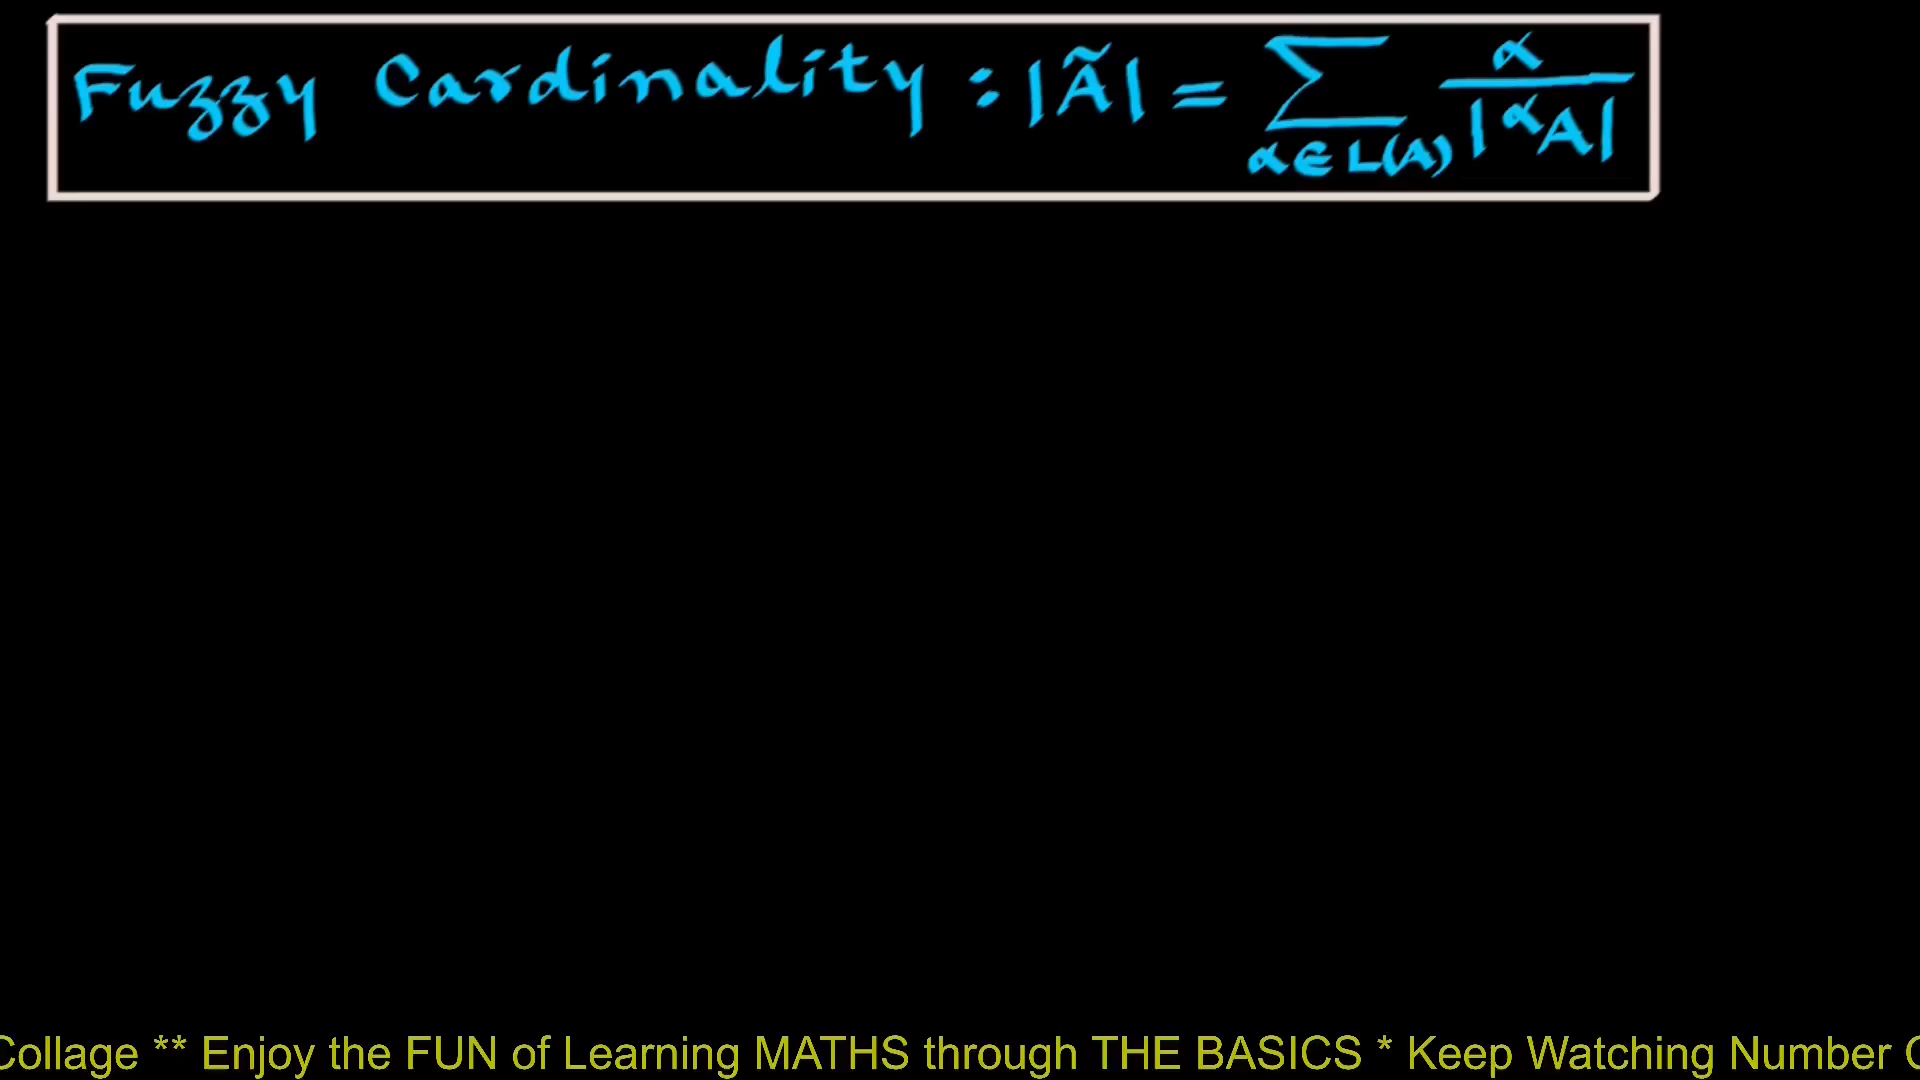 Fuzzy Cardinality : |Ã| = ∑_{α∈L(A)} α / |^αA|
Collage ** Enjoy the FUN of Learning MATHS through THE BASICS * Keep Watching Number C